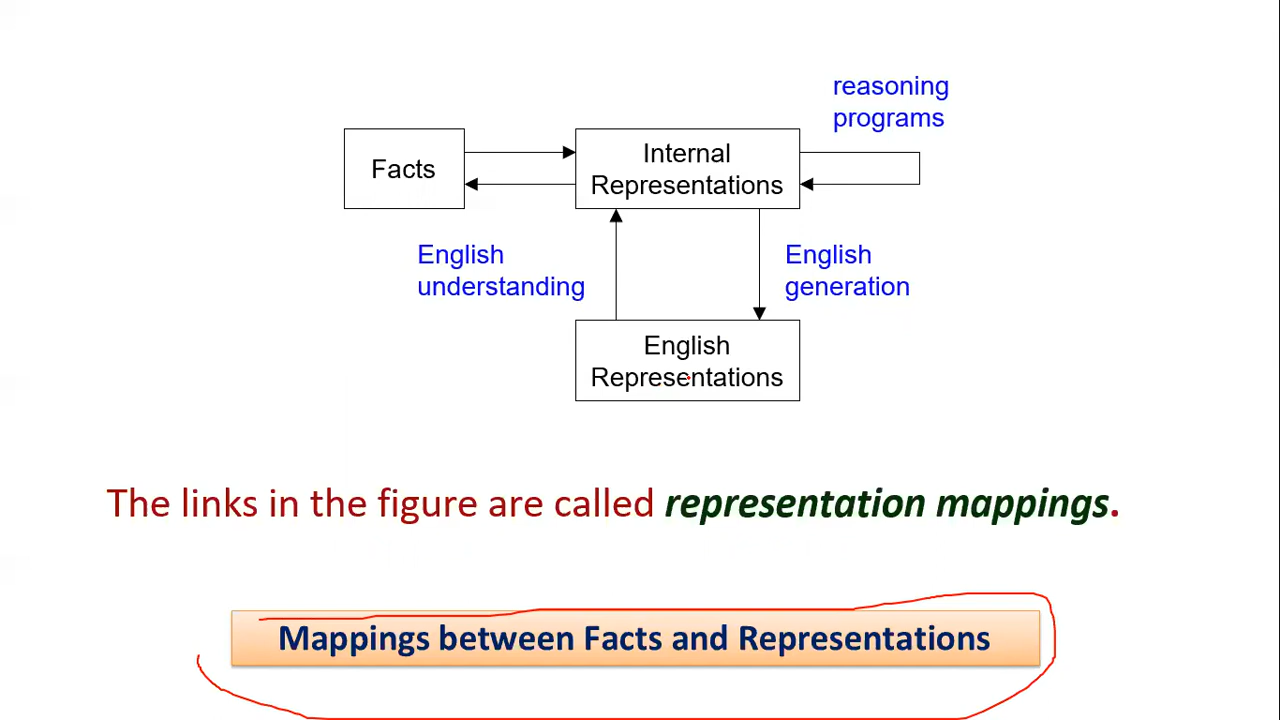 reasoning
programs
Facts
Internal
Representations
English
understanding
English
generation
English
Representations
The links in the figure are called representation mappings.
Mappings between Facts and Representations